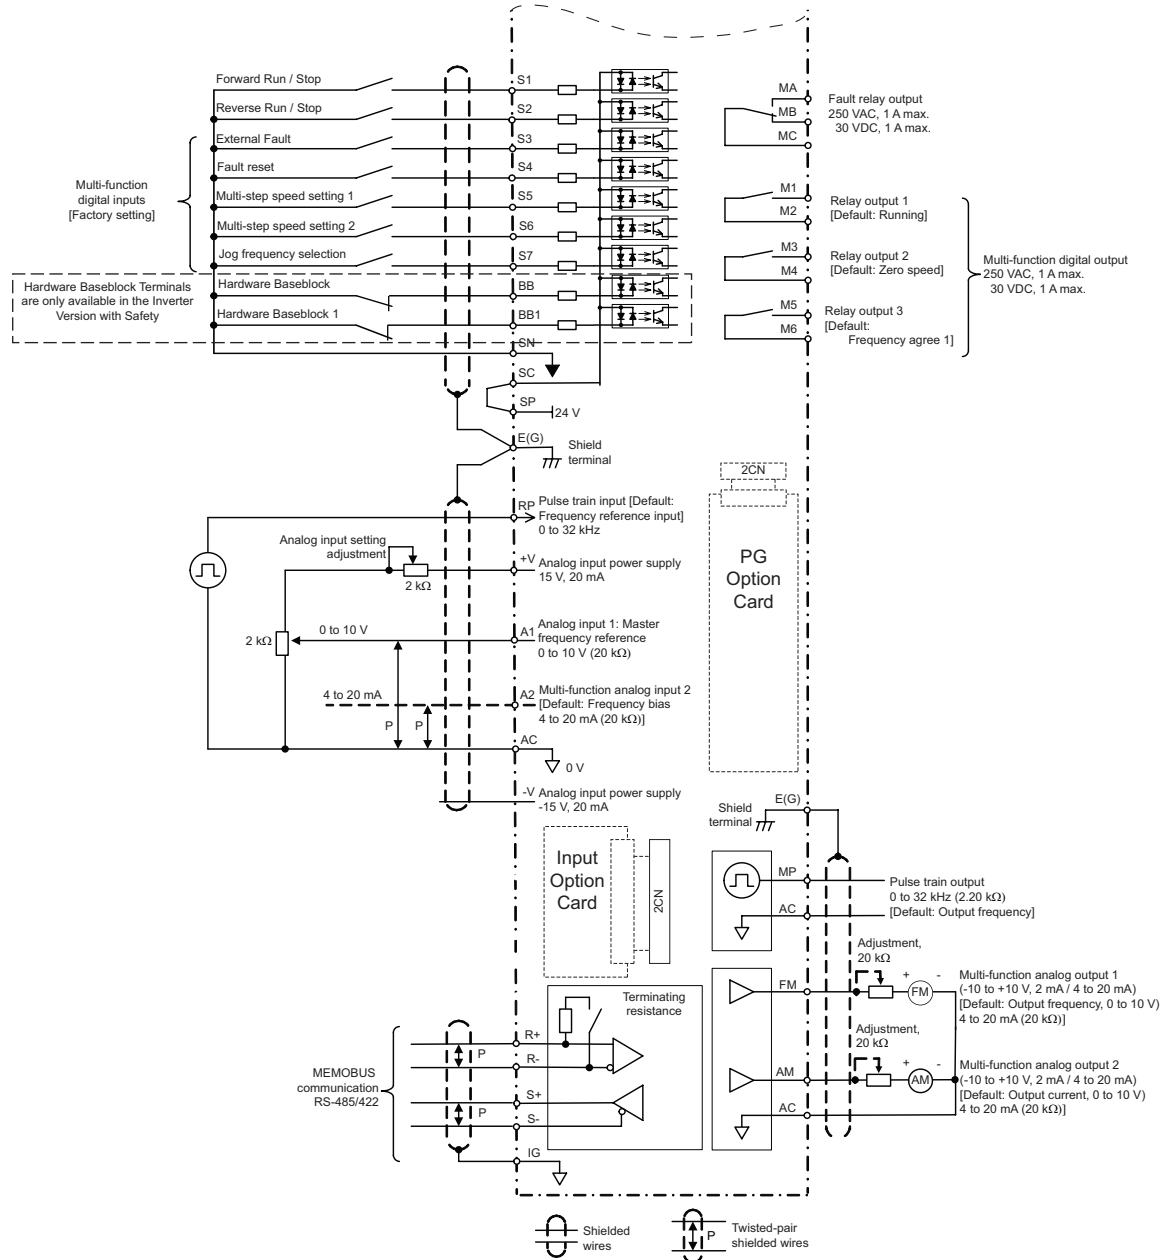 Forward Run / Stop
S1
Reverse Run / Stop
S2
External Fault
S3
Fault reset
S4
Multi-step speed setting 1
S5
Multi-step speed setting 2
S6
Jog frequency selection
S7
Multi-function
digital inputs
[Factory setting]
Hardware Baseblock Terminals
are only available in the Inverter
Version with Safety
Hardware Baseblock
BB
Hardware Baseblock 1
BB1
SN
SC
SP
24 V
E(G)
Shield
terminal
MA
MB
MC
Fault relay output
250 VAC, 1 A max.
30 VDC, 1 A max.
M1
M2
Relay output 1
[Default: Running]
M3
M4
Relay output 2
[Default: Zero speed]
M5
M6
Relay output 3
[Default:
Frequency agree 1]
Multi-function digital output
250 VAC, 1 A max.
30 VDC, 1 A max.
RP
Pulse train input [Default:
Frequency reference input]
0 to 32 kHz
Analog input setting
adjustment
2 kΩ
+V
Analog input power supply
15 V, 20 mA
2 kΩ
0 to 10 V
A1
Analog input 1: Master
frequency reference
0 to 10 V (20 kΩ)
4 to 20 mA
A2
Multi-function analog input 2
[Default: Frequency bias
4 to 20 mA (20 kΩ)]
P
P
AC
0 V
-V
Analog input power supply
-15 V, 20 mA
2CN
PG
Option
Card
Input
Option
Card
2CN
Shield
terminal
E(G)
MP
AC
Pulse train output
0 to 32 kHz (2.20 kΩ)
[Default: Output frequency]
Adjustment,
20 kΩ
FM
+
-
FM
Multi-function analog output 1
(-10 to +10 V, 2 mA / 4 to 20 mA)
[Default: Output frequency, 0 to 10 V)
4 to 20 mA (20 kΩ)]
Adjustment,
20 kΩ
AM
+
-
AM
Multi-function analog output 2
(-10 to +10 V, 2 mA / 4 to 20 mA)
[Default: Output current, 0 to 10 V)
4 to 20 mA (20kΩ)]
AC
Terminating
resistance
MEMOBUS
communication
RS-485/422
R+
P
R-
S+
P
S-
IG
Shielded
wires
P
Twisted-pair
shielded wires